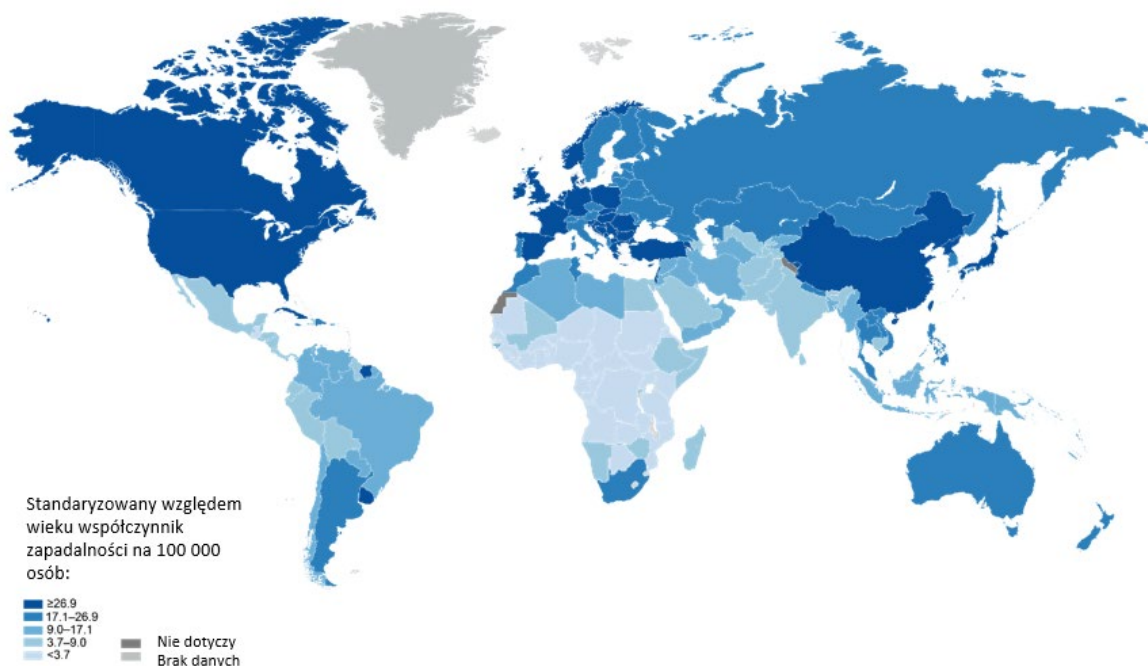 Standaryzowany względem
wieku współczynnik
zapadalności na 100 000
osób:
≥26.9
17.1–26.9
9.0–17.1
3.7–9.0
<3.7
Nie dotyczy
Brak danych